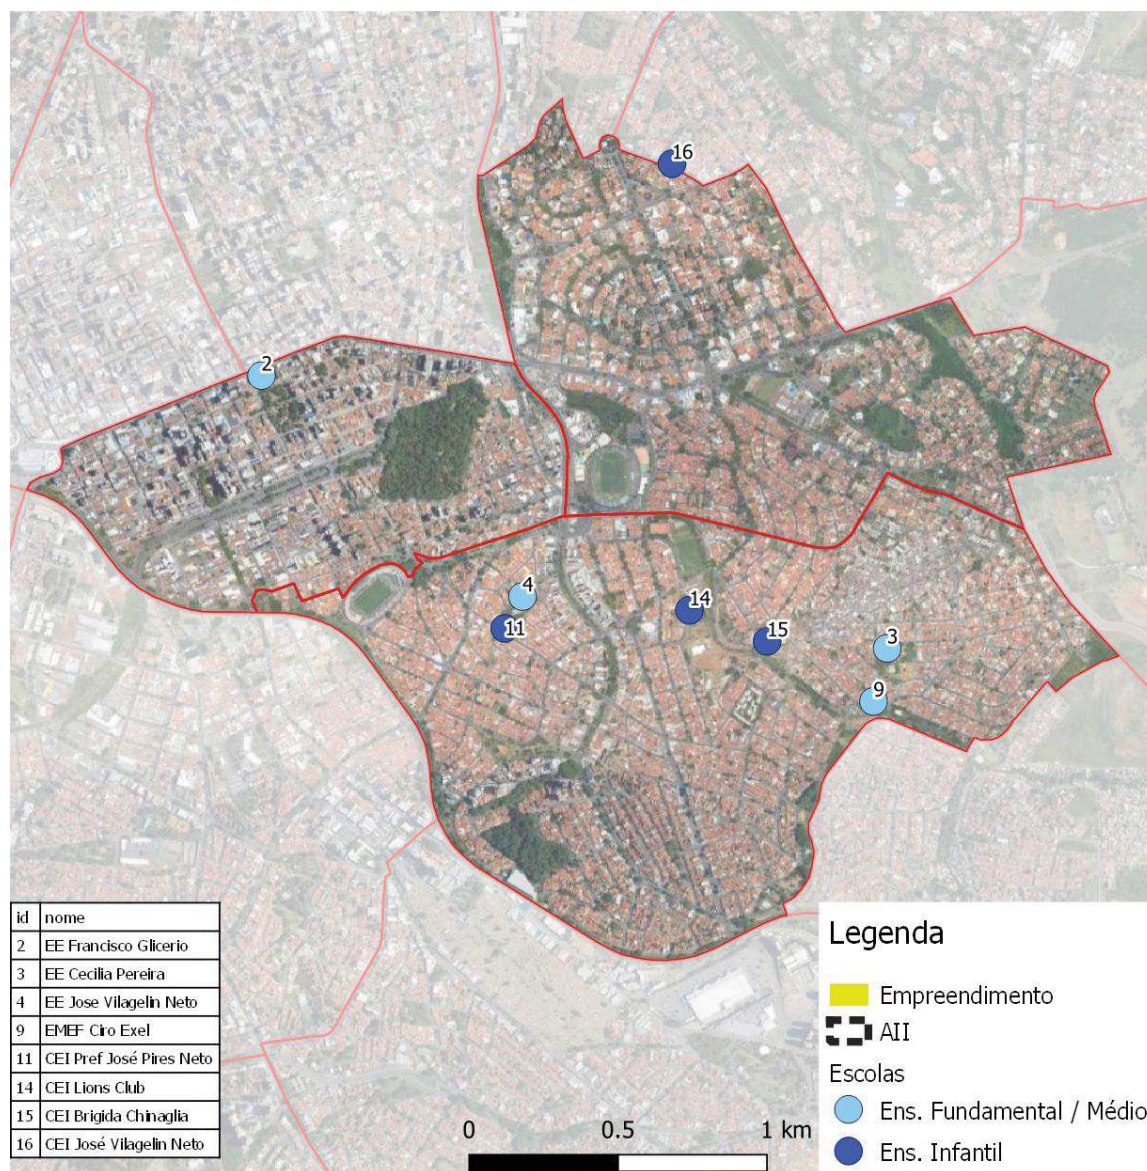 16
2
4
14
11
15
3
9
id nome
2 EE Francisco Glicerio
3 EE Cecilia Pereira
4 EE Jose Vilagelin Neto
9 EMEF Ciro Exel
11 CEI Pref José Pires Neto
14 CEI Lions Club
15 CEI Brigida Chinaglia
16 CEI José Vilagelin Neto
0 0.5 1 km
Legenda
Empreendimento
AII
Escolas
Ens. Fundamental / Médio
Ens. Infantil